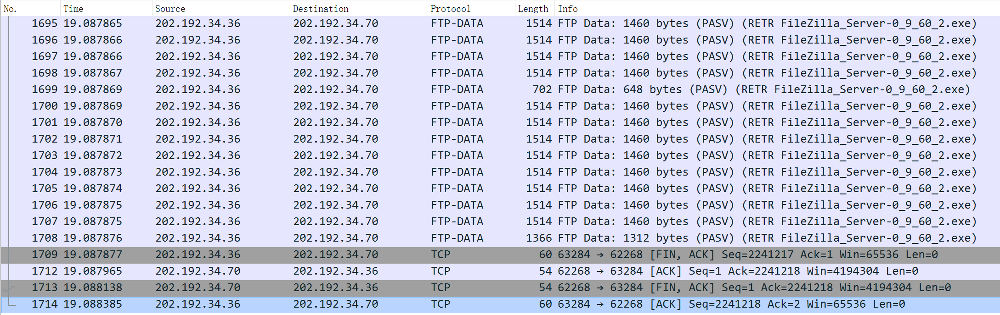 No. Time Source Destination Protocol Length Info
1695 19.087865 202.192.34.36 202.192.34.70 FTP-DATA 1514 FTP Data: 1460 bytes (PASV) (RETR FileZilla_Server-0_9_60_2.exe)
1696 19.087866 202.192.34.36 202.192.34.70 FTP-DATA 1514 FTP Data: 1460 bytes (PASV) (RETR FileZilla_Server-0_9_60_2.exe)
1697 19.087866 202.192.34.36 202.192.34.70 FTP-DATA 1514 FTP Data: 1460 bytes (PASV) (RETR FileZilla_Server-0_9_60_2.exe)
1698 19.087867 202.192.34.36 202.192.34.70 FTP-DATA 1514 FTP Data: 1460 bytes (PASV) (RETR FileZilla_Server-0_9_60_2.exe)
1699 19.087869 202.192.34.36 202.192.34.70 FTP-DATA 702 FTP Data: 648 bytes (PASV) (RETR FileZilla_Server-0_9_60_2.exe)
1700 19.087869 202.192.34.36 202.192.34.70 FTP-DATA 1514 FTP Data: 1460 bytes (PASV) (RETR FileZilla_Server-0_9_60_2.exe)
1701 19.087870 202.192.34.36 202.192.34.70 FTP-DATA 1514 FTP Data: 1460 bytes (PASV) (RETR FileZilla_Server-0_9_60_2.exe)
1702 19.087871 202.192.34.36 202.192.34.70 FTP-DATA 1514 FTP Data: 1460 bytes (PASV) (RETR FileZilla_Server-0_9_60_2.exe)
1703 19.087872 202.192.34.36 202.192.34.70 FTP-DATA 1514 FTP Data: 1460 bytes (PASV) (RETR FileZilla_Server-0_9_60_2.exe)
1704 19.087873 202.192.34.36 202.192.34.70 FTP-DATA 1514 FTP Data: 1460 bytes (PASV) (RETR FileZilla_Server-0_9_60_2.exe)
1705 19.087874 202.192.34.36 202.192.34.70 FTP-DATA 1514 FTP Data: 1460 bytes (PASV) (RETR FileZilla_Server-0_9_60_2.exe)
1706 19.087875 202.192.34.36 202.192.34.70 FTP-DATA 1514 FTP Data: 1460 bytes (PASV) (RETR FileZilla_Server-0_9_60_2.exe)
1707 19.087875 202.192.34.36 202.192.34.70 FTP-DATA 1514 FTP Data: 1460 bytes (PASV) (RETR FileZilla_Server-0_9_60_2.exe)
1708 19.087876 202.192.34.36 202.192.34.70 FTP-DATA 1366 FTP Data: 1312 bytes (PASV) (RETR FileZilla_Server-0_9_60_2.exe)
1709 19.087877 202.192.34.36 202.192.34.70 TCP 60 63284 → 62268 [FIN, ACK] Seq=2241217 Ack=1 Win=65536 Len=0
1712 19.087965 202.192.34.70 202.192.34.36 TCP 54 62268 → 63284 [ACK] Seq=1 Ack=2241218 Win=4194304 Len=0
1713 19.088138 202.192.34.70 202.192.34.36 TCP 54 62268 → 63284 [FIN, ACK] Seq=1 Ack=2241218 Win=4194304 Len=0
1714 19.088385 202.192.34.36 202.192.34.70 TCP 60 63284 → 62268 [ACK] Seq=2241218 Ack=2 Win=65536 Len=0